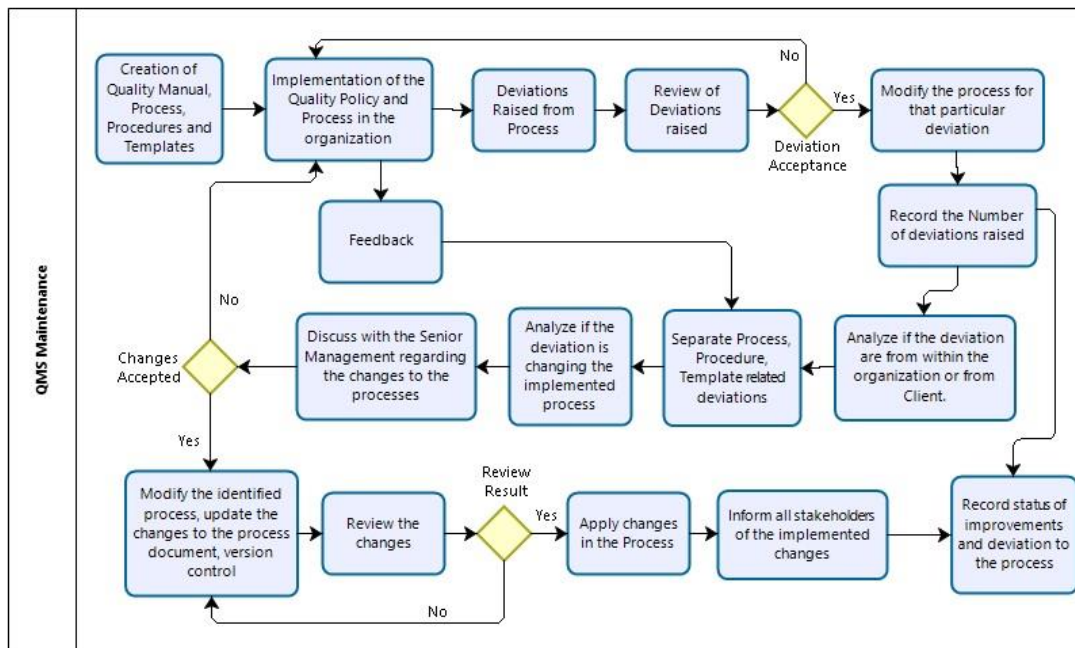 QMS Maintenance
Creation of
Quality Manual,
Process,
Procedures and
Templates
Implementation of the
Quality Policy and
Process in the
organization
Deviations
Raised from
Process
Review of
Deviations
raised
No
Yes
Deviation
Acceptance
Modify the process for
that particular
deviation
Record the Number
of deviations raised
Feedback
No
Changes
Accepted
Yes
Discuss with the Senior
Management regarding
the changes to the
processes
Analyze if the
deviation is
changing the
implemented
process
Separate Process,
Procedure,
Template related
deviations
Analyze if the deviation
are from within the
organization or from
Client.
Modify the identified
process, update the
changes to the process
document, version
control
Review the
changes
Review
Result
Yes
No
Apply changes
in the Process
Inform all stakeholders
of the implemented
changes
Record status of
improvements
and deviation to
the process